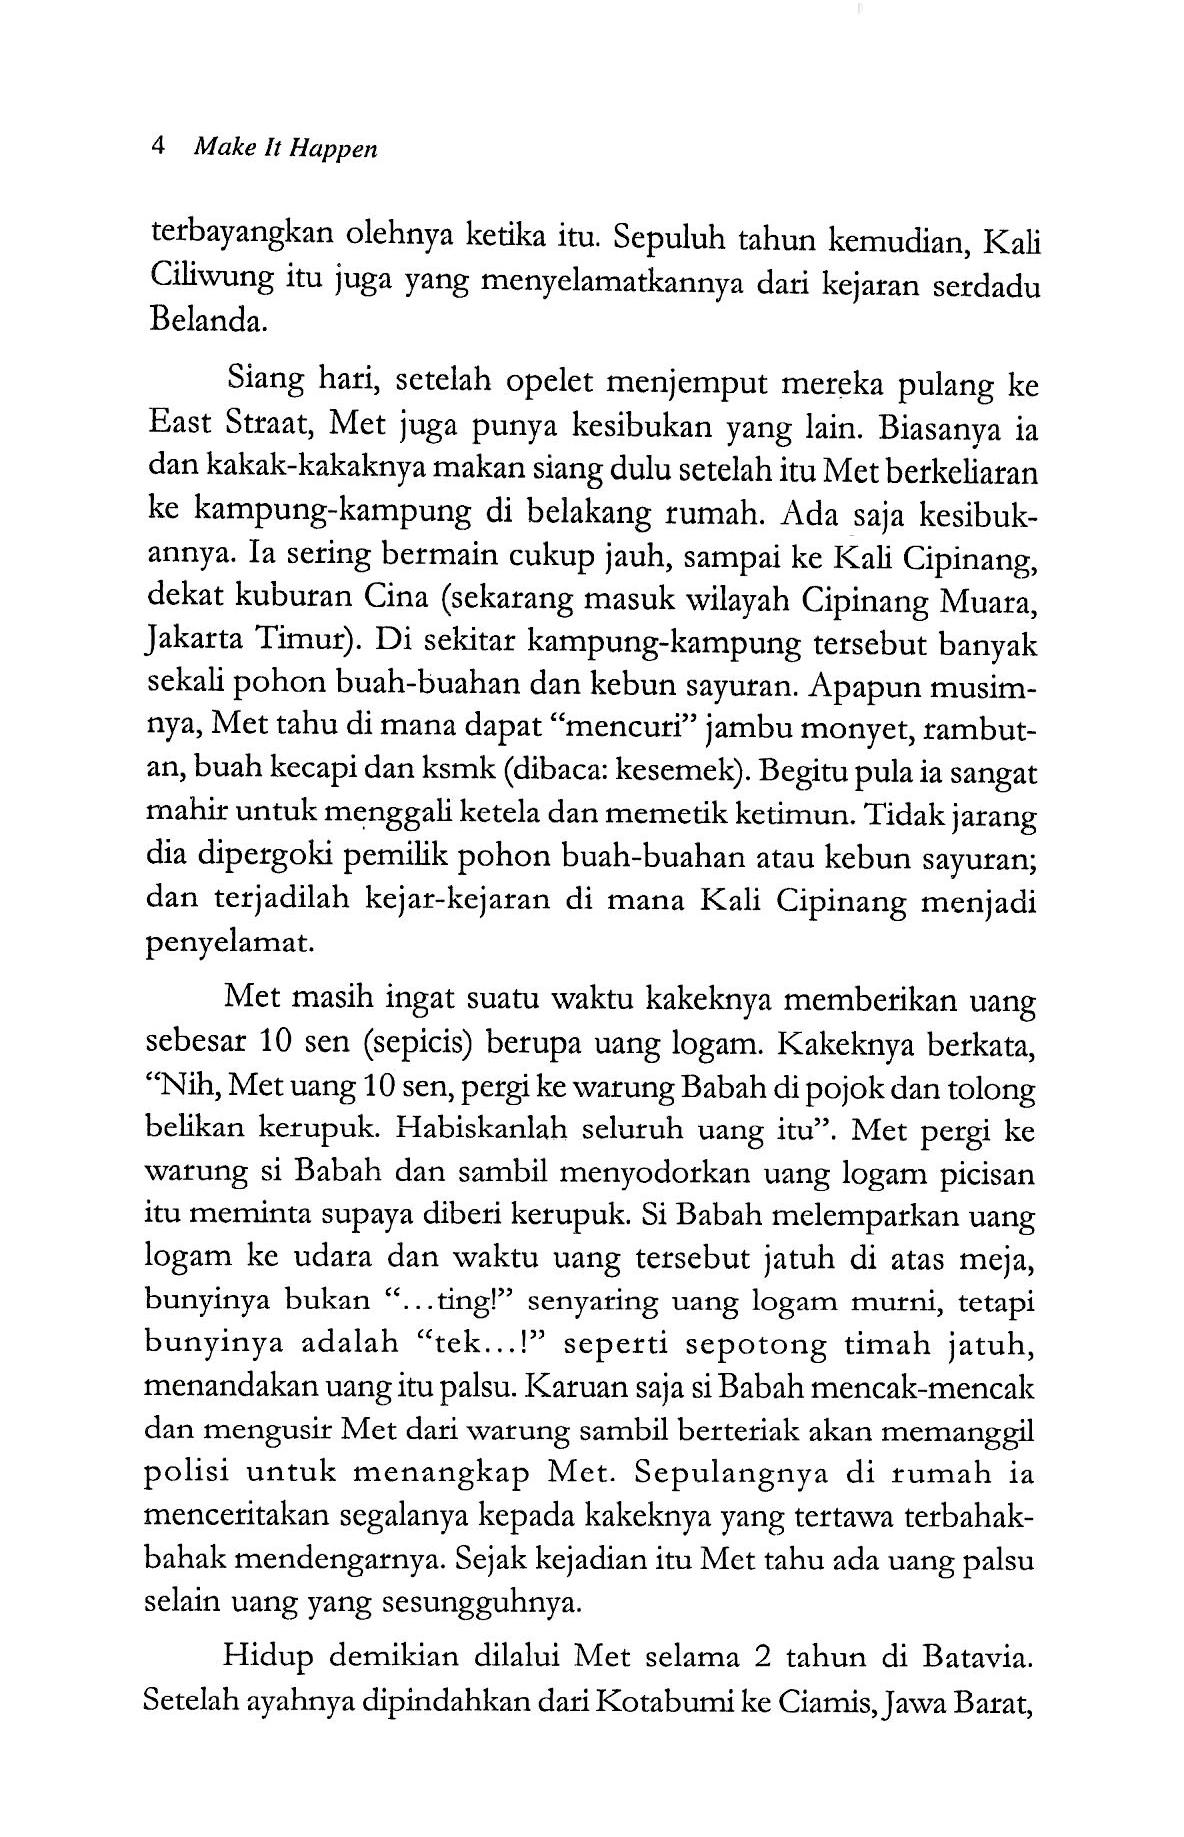 4 Make It Happen
terbayangkan olehnya ketika itu. Sepuluh tahun kemudian, Kali
Ciliwung itu juga yang menyelamatkannya dari kejaran serdadu
Belanda.
Siang hari, setelah opelet menjemput mereka pulang ke
East Straat, Met juga punya kesibukan yang lain. Biasanya ia
dan kakak-kakaknya makan siang dulu setelah itu Met berkeliaran
ke kampung-kampung di belakang rumah. Ada saja kesibuk-
annya. Ia sering bermain cukup jauh, sampai ke Kali Cipinang,
dekat kuburan Cina (sekarang masuk wilayah Cipinang Muara,
Jakarta Timur). Di sekitar kampung-kampung tersebut banyak
sekali pohon buah-buahan dan kebun sayuran. Apapun musim-
nya, Met tahu di mana dapat “mencuri” jambu monyet, rambut-
an, buah kecapi dan ksmk (dibaca: kesemek). Begitu pula ia sangat
mahir untuk menggali ketela dan memetik ketimun. Tidak jarang
dia dipergoki pemilik pohon buah-buahan atau kebun sayuran;
dan terjadilah kejar-kejaran di mana Kali Cipinang menjadi
penyelamat.
Met masih ingat suatu waktu kakeknya memberikan uang
sebesar 10 sen (sepicis) berupa uang logam. Kakeknya berkata,
“Nih, Met uang 10 sen, pergi ke warung Babah di pojok dan tolong
belikan kerupuk. Habiskanlah seluruh uang itu”. Met pergi ke
warung si Babah dan sambil menyodorkan uang logam picisan
itu meminta supaya diberi kerupuk. Si Babah melemparkan uang
logam ke udara dan waktu uang tersebut jatuh di atas meja,
bunyinya bukan “...ting!” senyaring uang logam murni, tetapi
bunyinya adalah “tek...!” seperti sepotong timah jatuh,
menandakan uang itu palsu. Karuan saja si Babah mencak-mencak
dan mengusir Met dari warung sambil berteriak akan memanggil
polisi untuk menangkap Met. Sepulangnya di rumah ia
menceritakan segalanya kepada kakeknya yang tertawa terbahak-
bahak mendengarnya. Sejak kejadian itu Met tahu ada uang palsu
selain uang yang sesungguhnya.
Hidup demikian dilalui Met selama 2 tahun di Batavia.
Setelah ayahnya dipindahkan dari Kotabumi ke Ciamis, Jawa Barat,